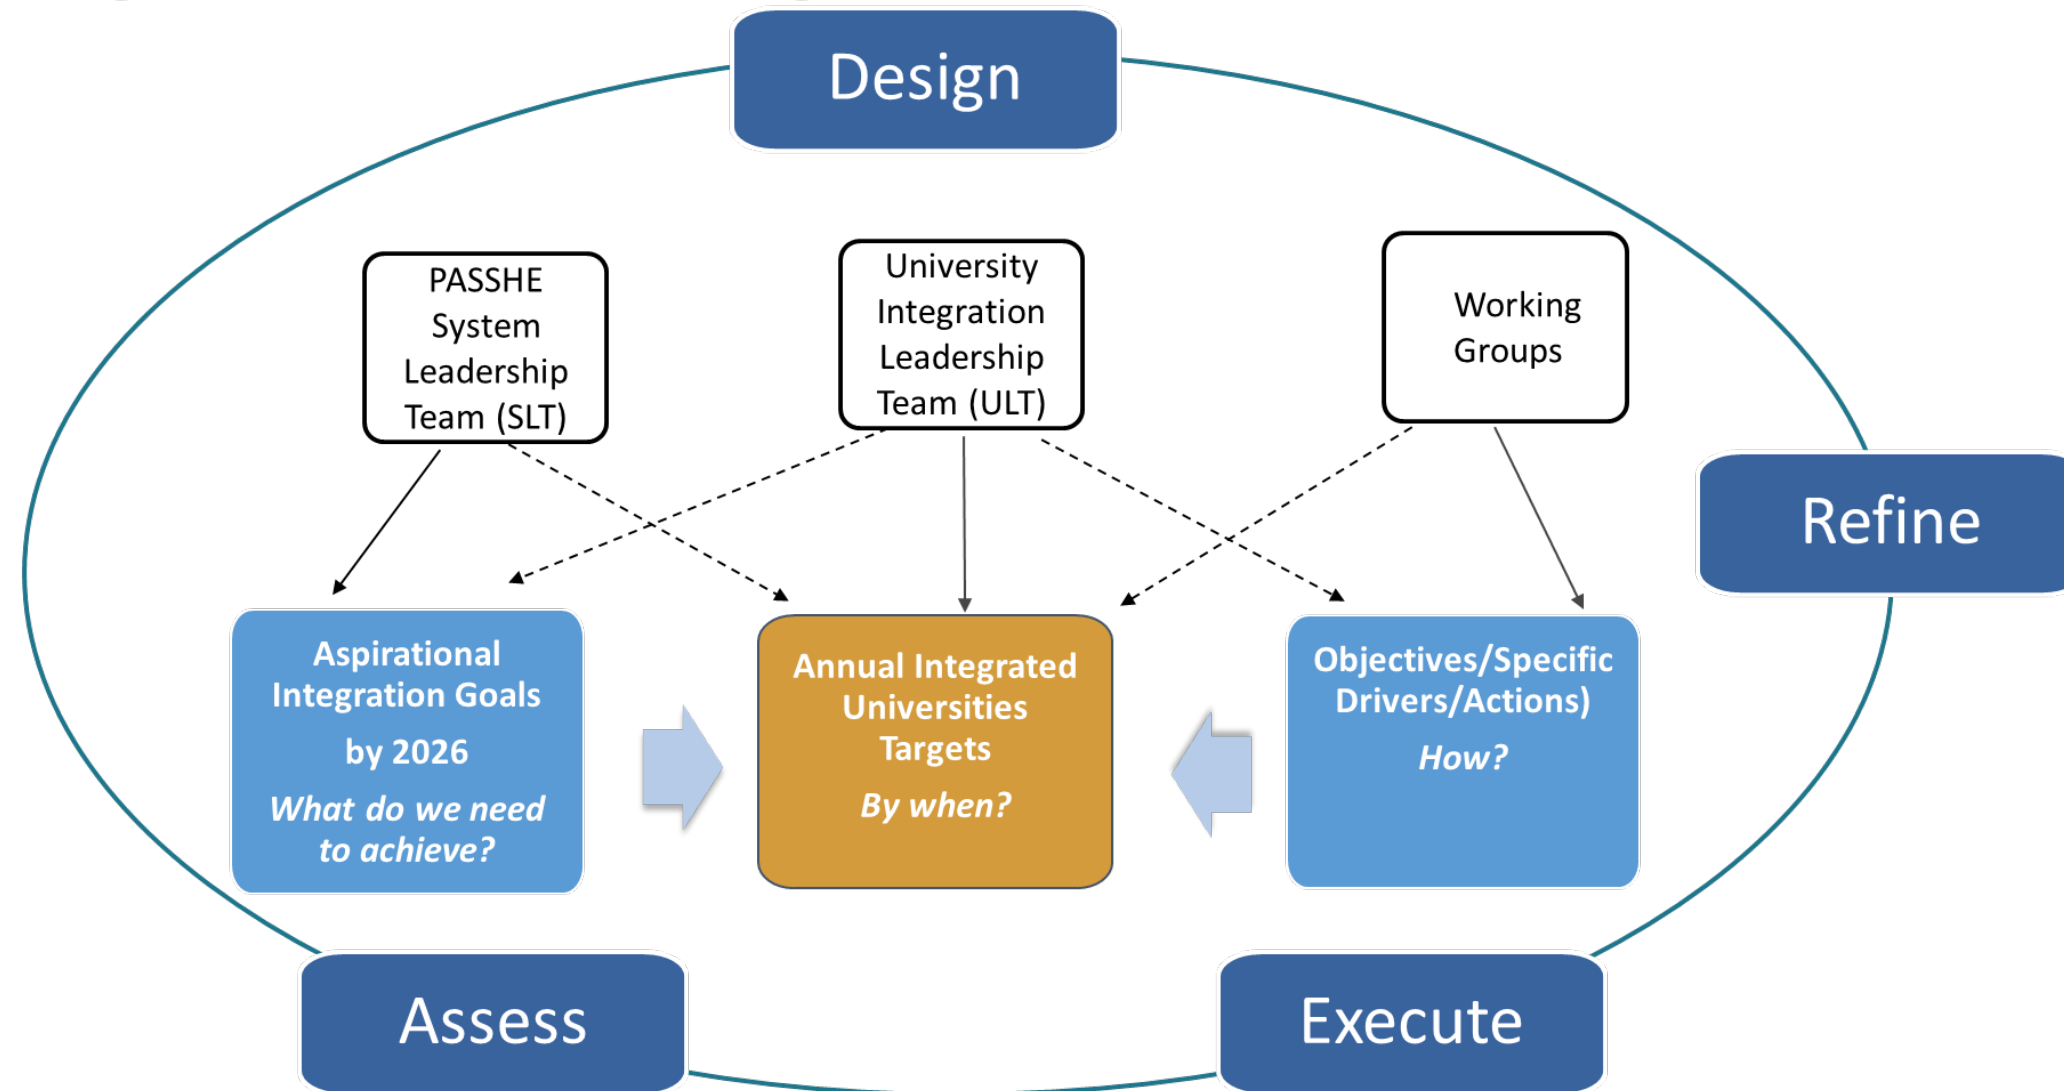 Design
PASSHE
System
Leadership
Team (SLT)
University
Integration
Leadership
Team (ULT)
Working
Groups
Refine
Aspirational
Integration Goals
by 2026
What do we need
to achieve?
Annual Integrated
Universities
Targets
By when?
Objectives/Specific
Drivers/Actions)
How?
Assess
Execute